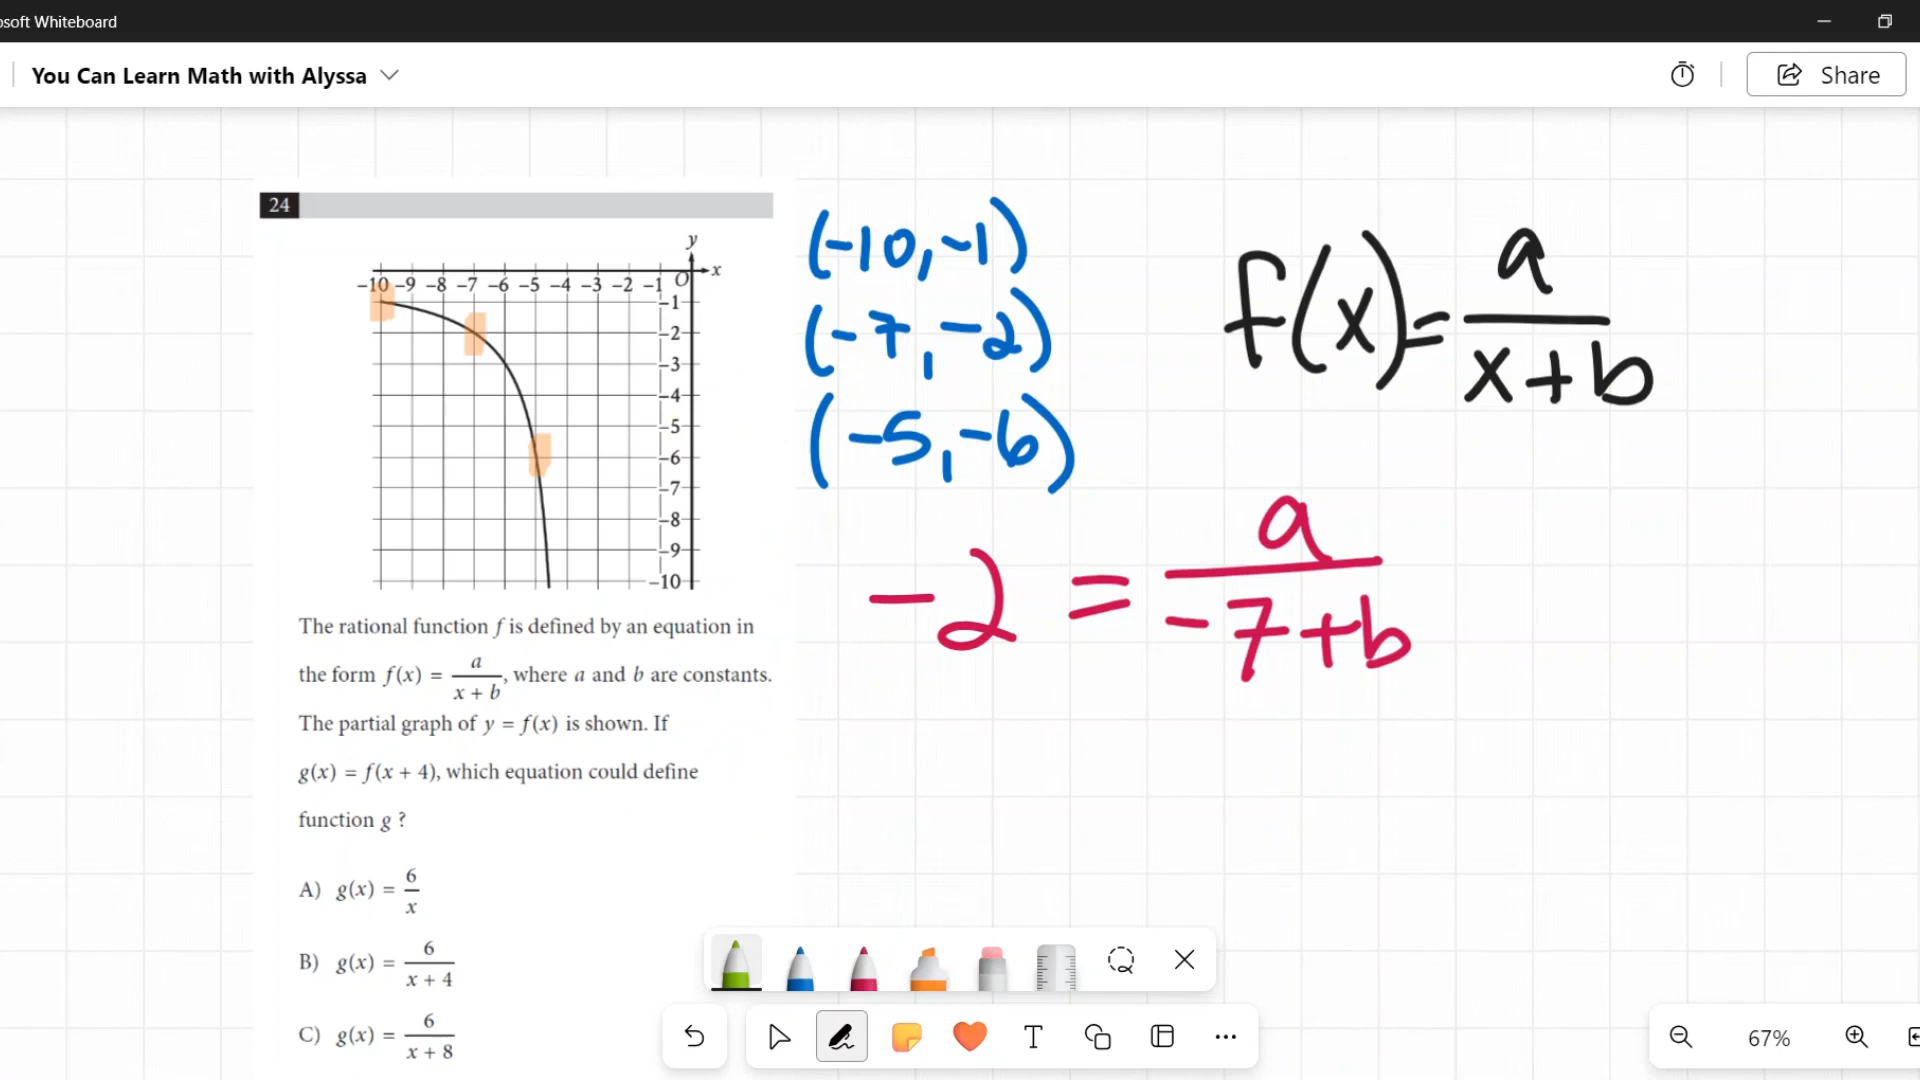 osoft Whiteboard
You Can Learn Math with Alyssa
Share
24
y
x
O
-10 -9 -8 -7 -6 -5 -4 -3 -2 -1
-1
-2
-3
-4
-5
-6
-7
-8
-9
-10
The rational function f is defined by an equation in
the form f(x) = a/(x + b), where a and b are constants.
The partial graph of y = f(x) is shown. If
g(x) = f(x + 4), which equation could define
function g ?
A) g(x) = 6/x
B) g(x) = 6/(x + 4)
C) g(x) = 6/(x + 8)
(-10, -1)
(-7, -2)
(-5, -6)
f(x) = a/(x+b)
-2 = a/(-7+b)
T
67%